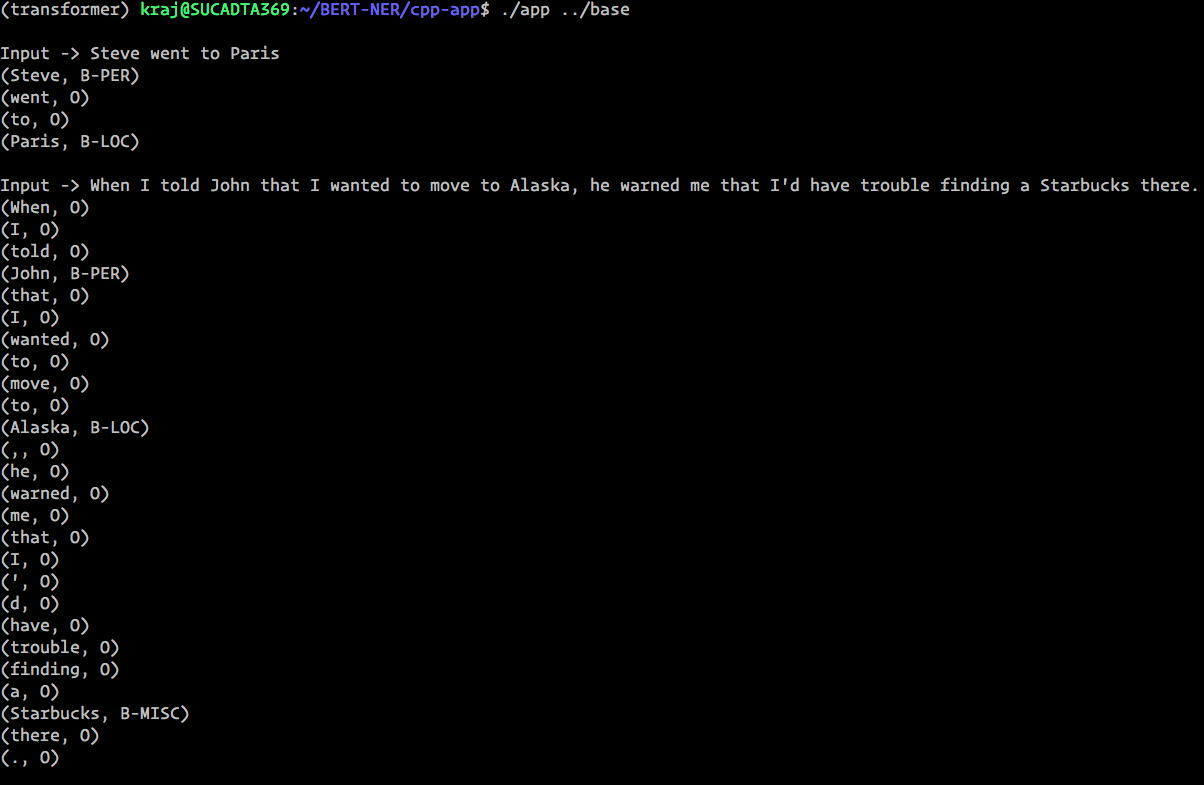 (transformer) kraj@SUCADTA369:~/BERT-NER/cpp-app$ ./app ../base
Input -> Steve went to Paris
(Steve, B-PER)
(went, O)
(to, O)
(Paris, B-LOC)
Input -> When I told John that I wanted to move to Alaska, he warned me that I'd have trouble finding a Starbucks there.
(When, O)
(I, O)
(told, O)
(John, B-PER)
(that, O)
(I, O)
(wanted, O)
(to, O)
(move, O)
(to, O)
(Alaska, B-LOC)
(,, O)
(he, O)
(warned, O)
(me, O)
(that, O)
(I, O)
(', O)
(d, O)
(have, O)
(trouble, O)
(finding, O)
(a, O)
(Starbucks, B-MISC)
(there, O)
(., O)